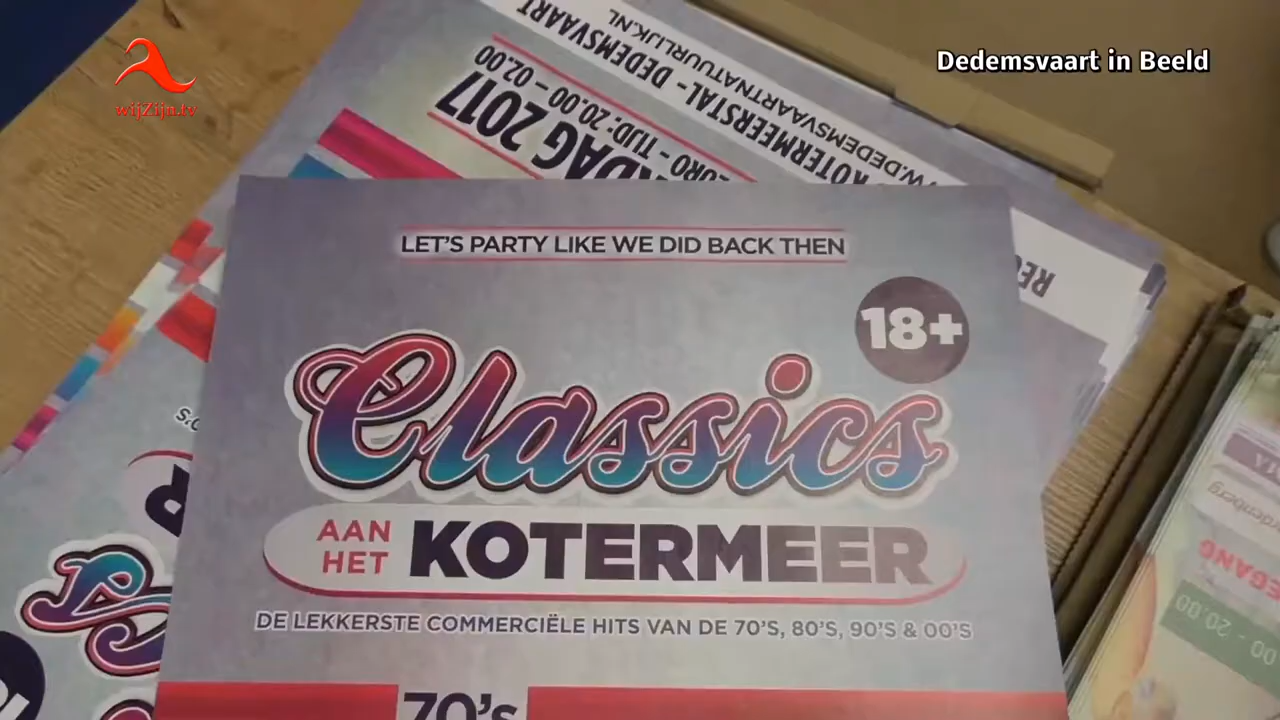 wijZijn.tv
Dedemsvaart in Beeld
KOTERMEERSTAL - DEDEMSVAART
DEDEMSVAARTNATUURLIJK.NL
2017
EURO - TIJD: 20.00 – 02.00
LET'S PARTY LIKE WE DID BACK THEN
18+
Classics
AAN HET KOTERMEER
DE LEKKERSTE COMMERCIËLE HITS VAN DE 70'S, 80'S, 90'S & 00'S
70's